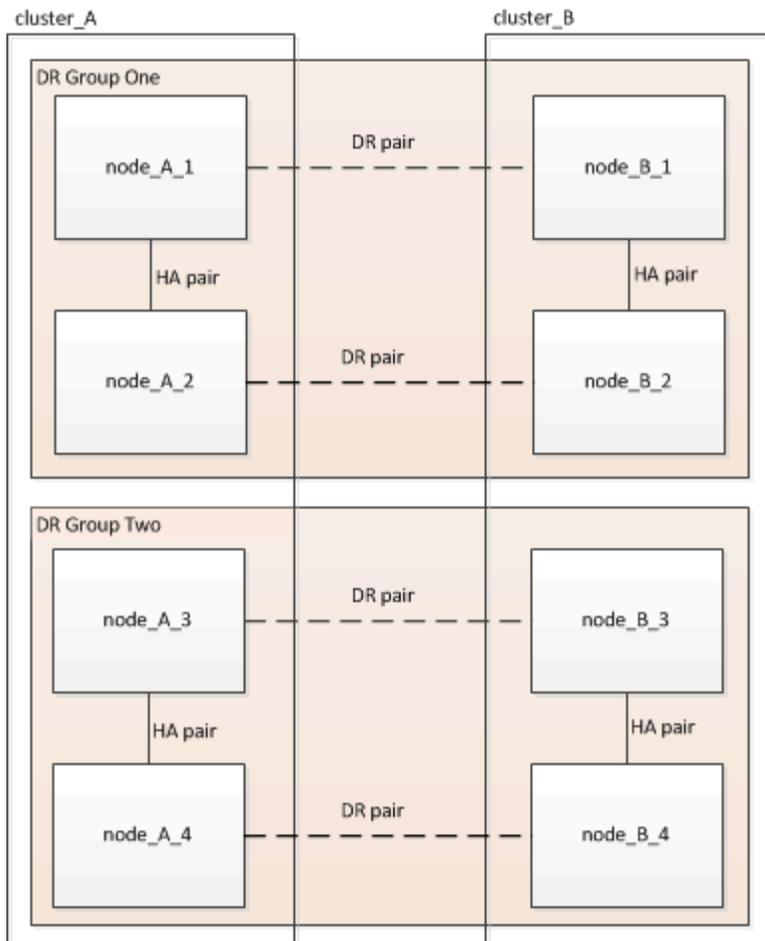 cluster_A
cluster_B
DR Group One
node_A_1
DR pair
node_B_1
HA pair
HA pair
node_A_2
DR pair
node_B_2
DR Group Two
node_A_3
DR pair
node_B_3
HA pair
HA pair
node_A_4
DR pair
node_B_4